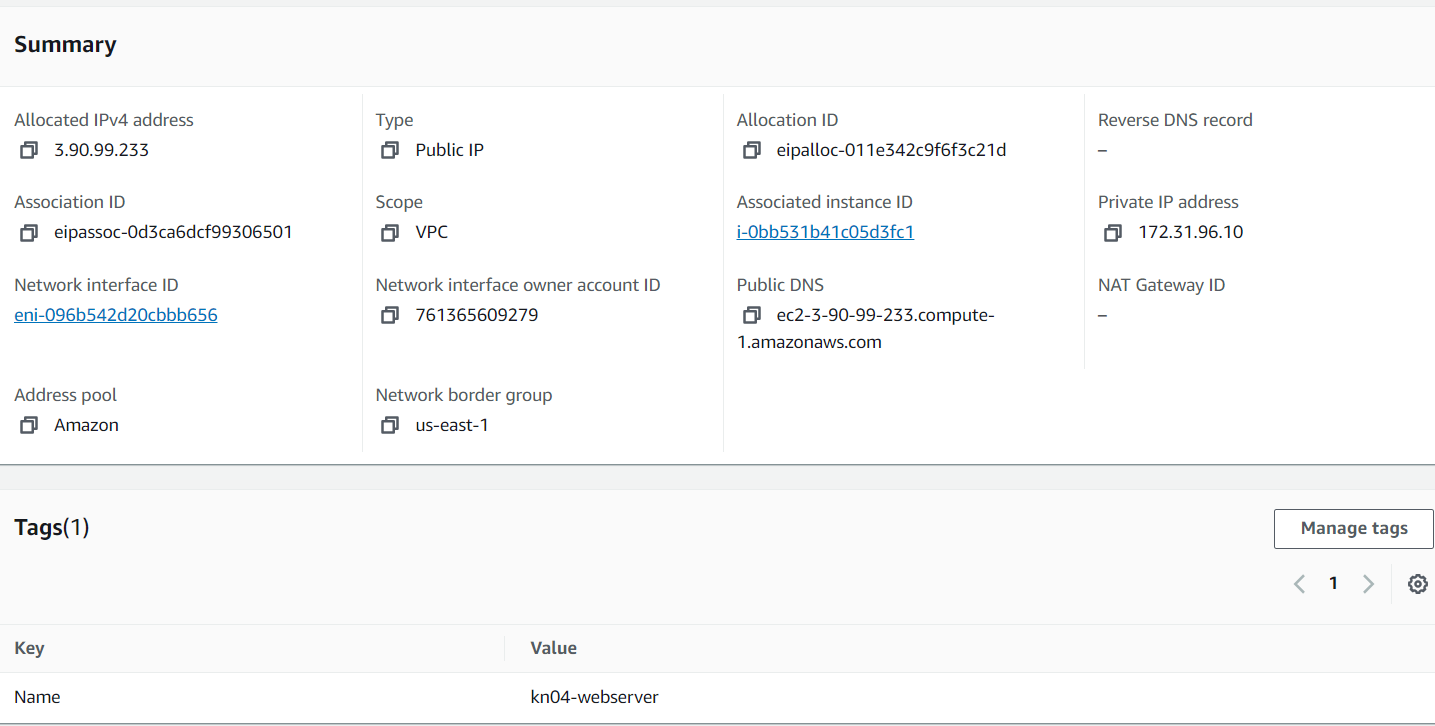 Summary
Allocated IPv4 address
3.90.99.233
Type
Public IP
Allocation ID
eipalloc-011e342c9f6f3c21d
Reverse DNS record
–
Association ID
eipassoc-0d3ca6dcf99306501
Scope
VPC
Associated instance ID
i-0bb531b41c05d3fc1
Private IP address
172.31.96.10
Network interface ID
eni-096b542d20cbbb656
Network interface owner account ID
761365609279
Public DNS
ec2-3-90-99-233.compute-
1.amazonaws.com
NAT Gateway ID
–
Address pool
Amazon
Network border group
us-east-1
Tags(1)
Manage tags
1
Key
Value
Name
kn04-webserver